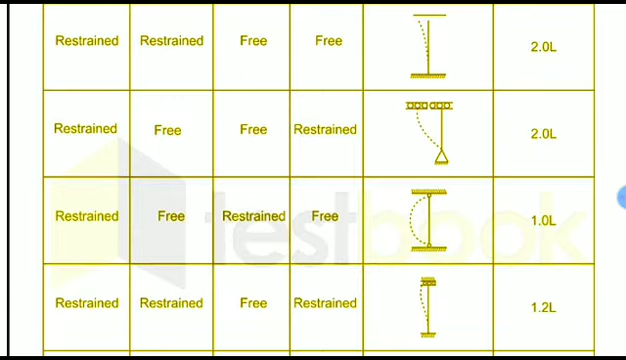 Restrained Restrained Free Free 2.0L
Restrained Free Free Restrained 2.0L
Restrained Free Restrained Free 1.0L
Restrained Restrained Free Restrained 1.2L
testbook